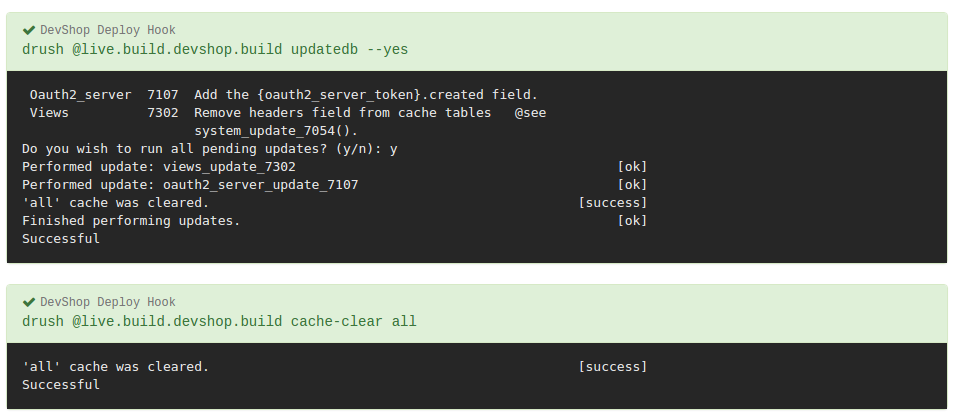 DevShop Deploy Hook
drush @live.build.devshop.build updatedb --yes
Oauth2_server  7107  Add the {oauth2_server_token}.created field.
Views          7302  Remove headers field from cache tables   @see
system_update_7054().
Do you wish to run all pending updates? (y/n): y
Performed update: views_update_7302                                         [ok]
Performed update: oauth2_server_update_7107                                 [ok]
'all' cache was cleared.                                               [success]
Finished performing updates.                                                [ok]
Successful
DevShop Deploy Hook
drush @live.build.devshop.build cache-clear all
'all' cache was cleared.                                               [success]
Successful